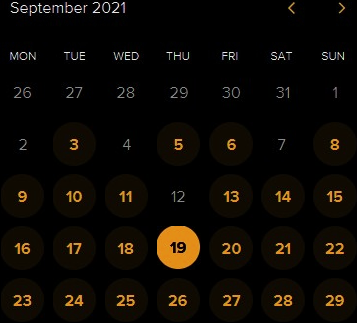 September 2021
MON TUE WED THU FRI SAT SUN
26 27 28 29 30 31 1
2 3 4 5 6 7 8
9 10 11 12 13 14 15
16 17 18 19 20 21 22
23 24 25 26 27 28 29